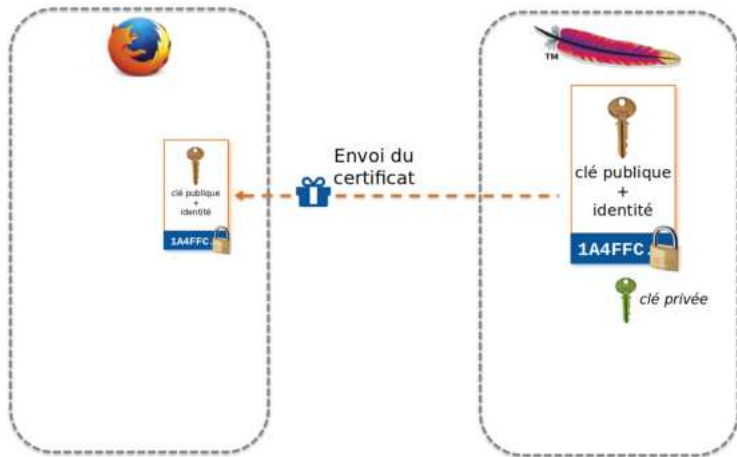 TM
Envoi du
certificat
clé publique
+
identité
1A4FFC.
clé publique
+
identité
1A4FFC.
clé privée